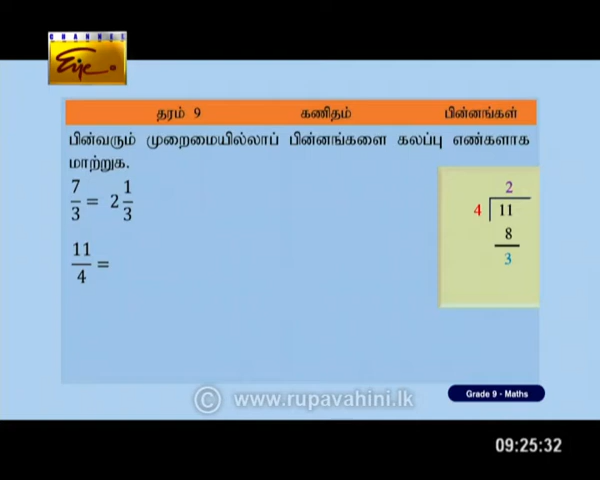 CHANNEL
Eye
தரம் 9 கணிதம் பின்னங்கள்
பின்வரும் முறைமையில்லாப் பின்னங்களை கலப்பு எண்களாக
மாற்றுக.
7/3 = 2 1/3
11/4 =
2
4 11
8
3
© www.rupavahini.lk
Grade 9 - Maths
09:25:32